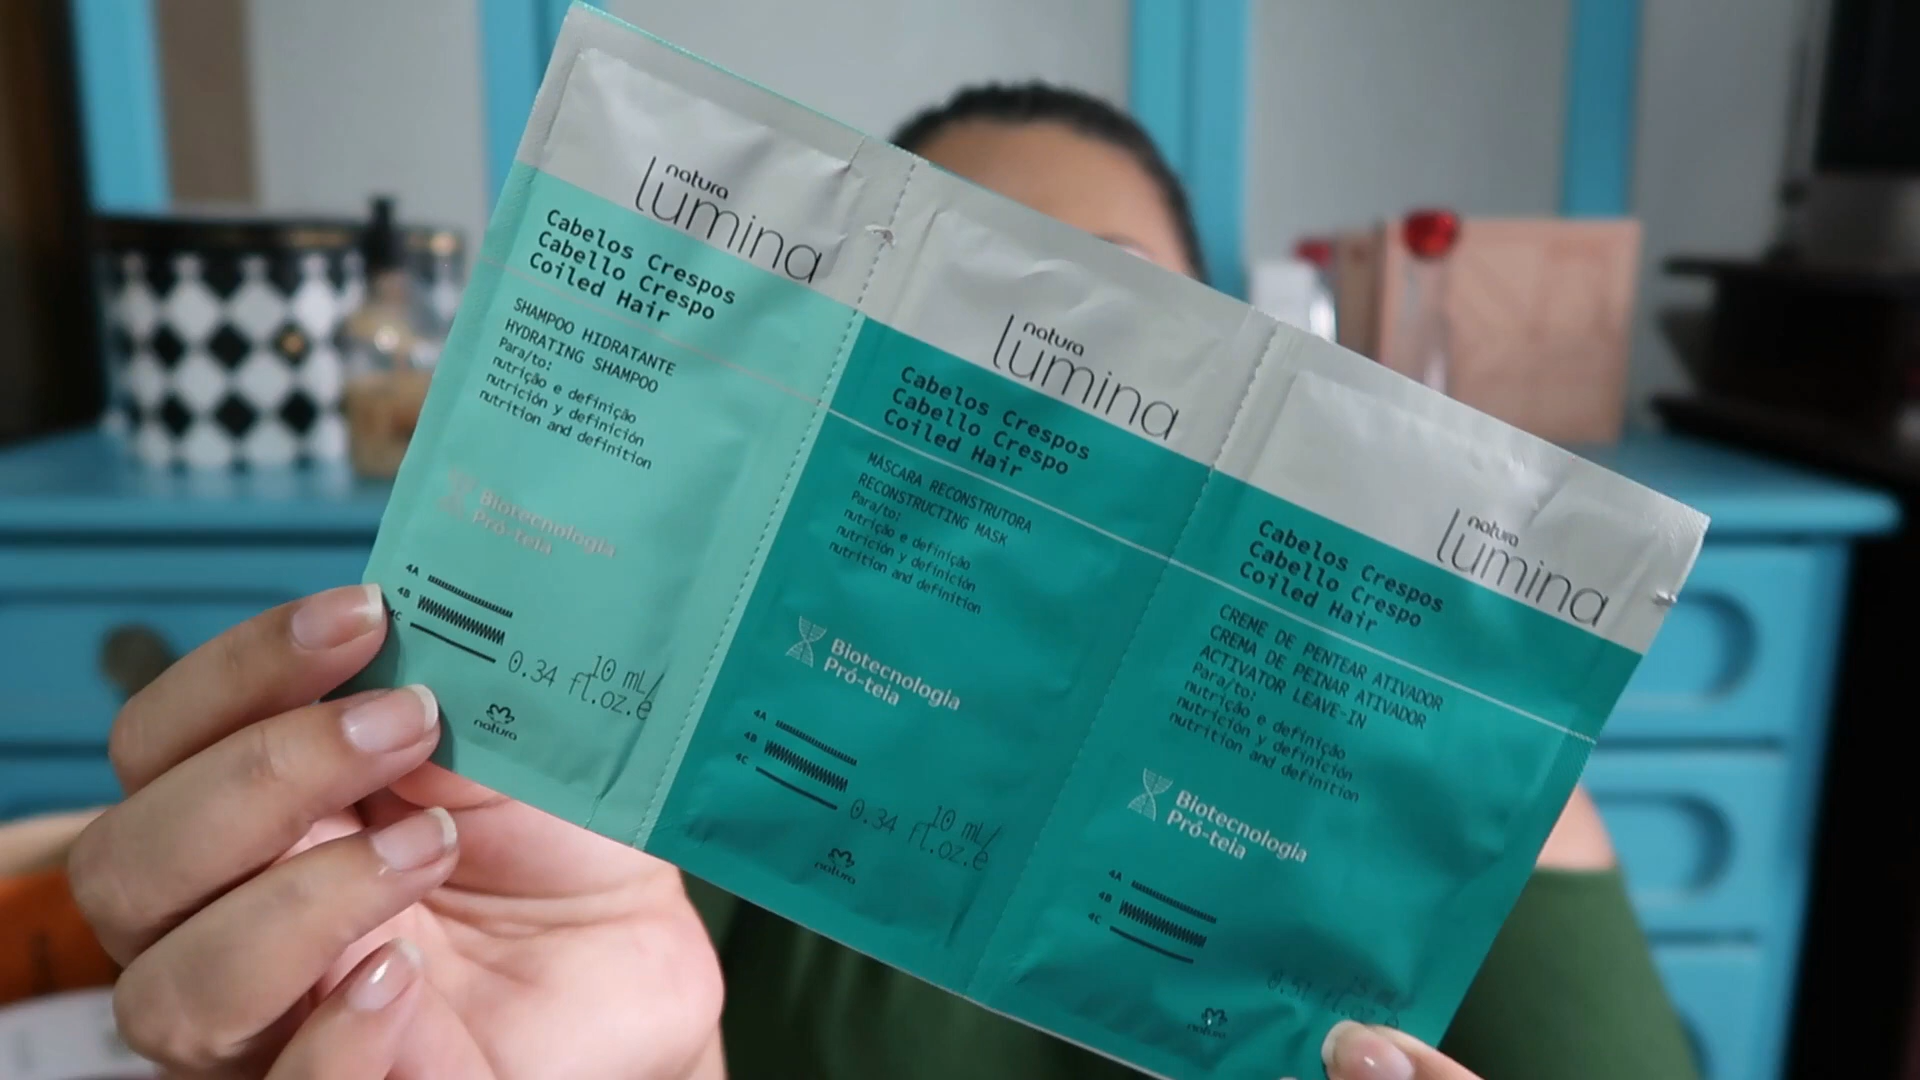 natura
lumina
Cabelos Crespos
Cabello Crespo
Coiled Hair
SHAMPOO HIDRATANTE
HYDRATING SHAMPOO
Para/to:
nutrição e definição
nutrición y definición
nutrition and definition
Biotecnologia
Pró-teia
4A
4B
4C
10 mL/
0.34 fl.oz.e
natura
natura
lumina
Cabelos Crespos
Cabello Crespo
Coiled Hair
MÁSCARA RECONSTRUTORA
RECONSTRUCTING MASK
Para/to:
nutrição e definição
nutrición y definición
nutrition and definition
Biotecnologia
Pró-teia
4A
4B
4C
10 mL/
0.34 fl.oz.e
natura
natura
lumina
Cabelos Crespos
Cabello Crespo
Coiled Hair
CREME DE PENTEAR ATIVADOR
CREMA DE PEINAR ATIVADOR
ACTIVATOR LEAVE-IN
Para/to:
nutrição e definição
nutrición y definición
nutrition and definition
Biotecnologia
Pró-teia
4A
4B
4C
natura